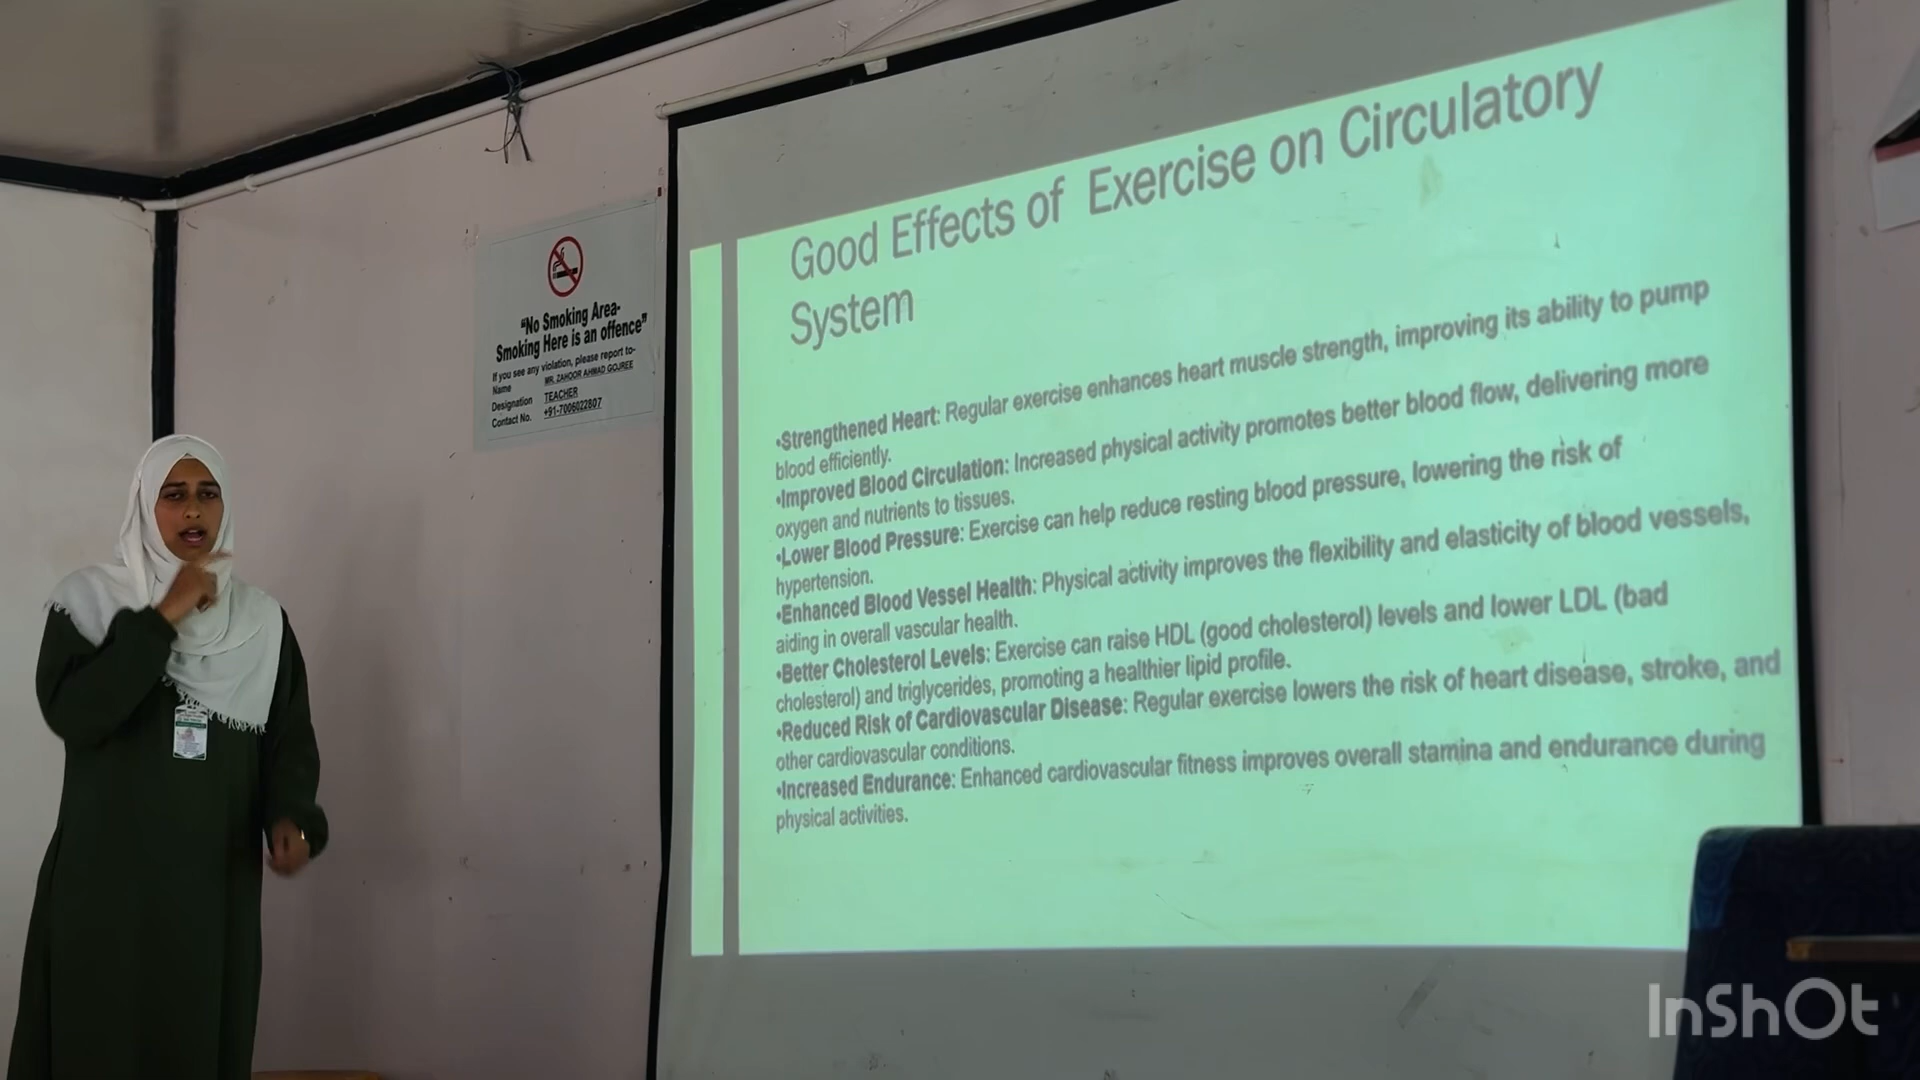 "No Smoking Area-
Smoking Here is an offence"
If you see any violation, please report to-
Name MR. ZAHOOR AHMAD GOJREE
Designation TEACHER
Contact No. +91-7006022807
Good Effects of Exercise on Circulatory
System
•Strengthened Heart: Regular exercise enhances heart muscle strength, improving its ability to pump
blood efficiently.
•Improved Blood Circulation: Increased physical activity promotes better blood flow, delivering more
oxygen and nutrients to tissues.
•Lower Blood Pressure: Exercise can help reduce resting blood pressure, lowering the risk of
hypertension.
•Enhanced Blood Vessel Health: Physical activity improves the flexibility and elasticity of blood vessels,
aiding in overall vascular health.
•Better Cholesterol Levels: Exercise can raise HDL (good cholesterol) levels and lower LDL (bad
cholesterol) and triglycerides, promoting a healthier lipid profile.
•Reduced Risk of Cardiovascular Disease: Regular exercise lowers the risk of heart disease, stroke, and
other cardiovascular conditions.
•Increased Endurance: Enhanced cardiovascular fitness improves overall stamina and endurance during
physical activities.
InShOt